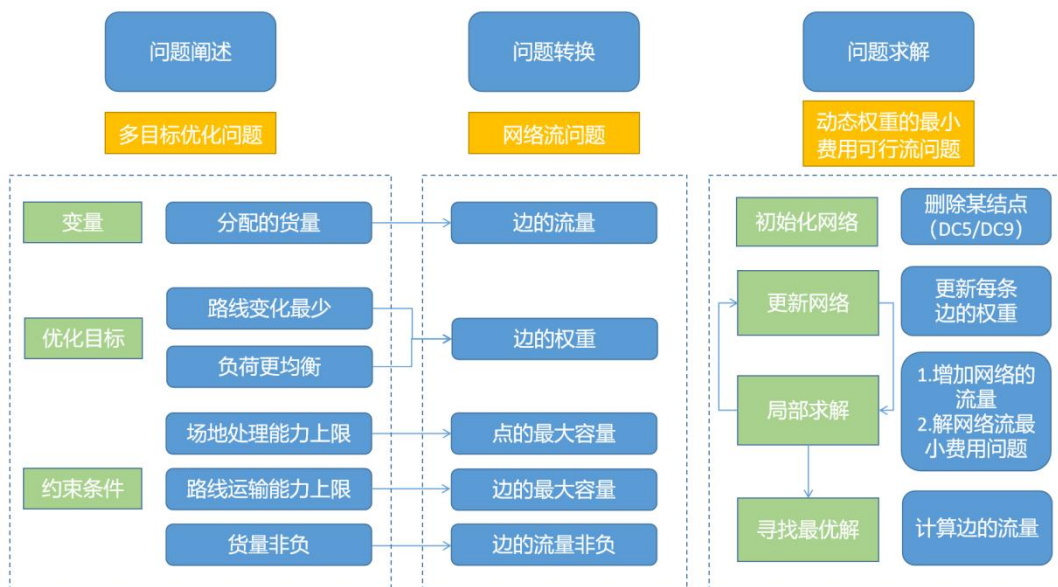 问题阐述
问题转换
问题求解
多目标优化问题
网络流问题
动态权重的最小
费用可行流问题
变量
分配的货量
边的流量
优化目标
路线变化最少
负荷更均衡
边的权重
约束条件
场地处理能力上限
点的最大容量
路线运输能力上限
边的最大容量
货量非负
边的流量非负
初始化网络
删除某结点
（DC5/DC9）
更新网络
更新每条
边的权重
局部求解
1.增加网络的
流量
2.解网络流最
小费用问题
寻找最优解
计算边的流量